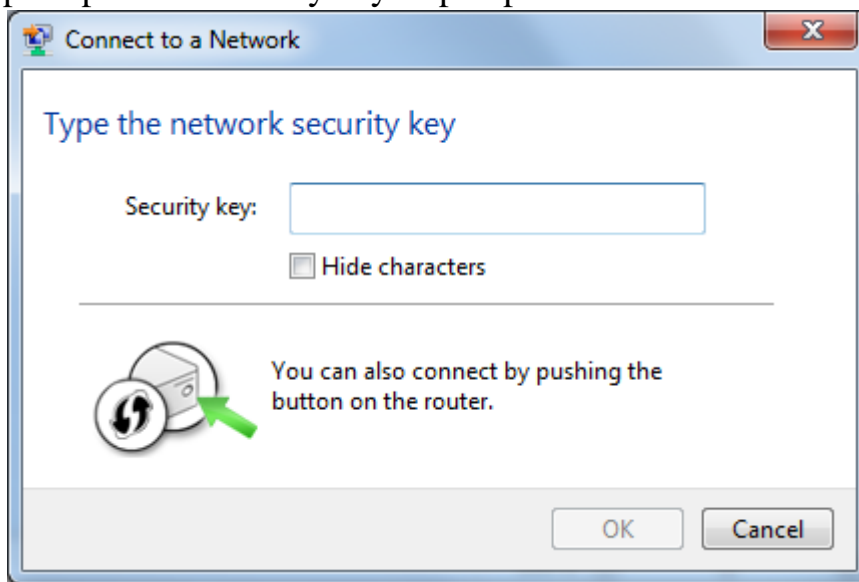 Connect to a Network
Type the network security key
Security key:
Hide characters
You can also connect by pushing the
button on the router.
OK
Cancel